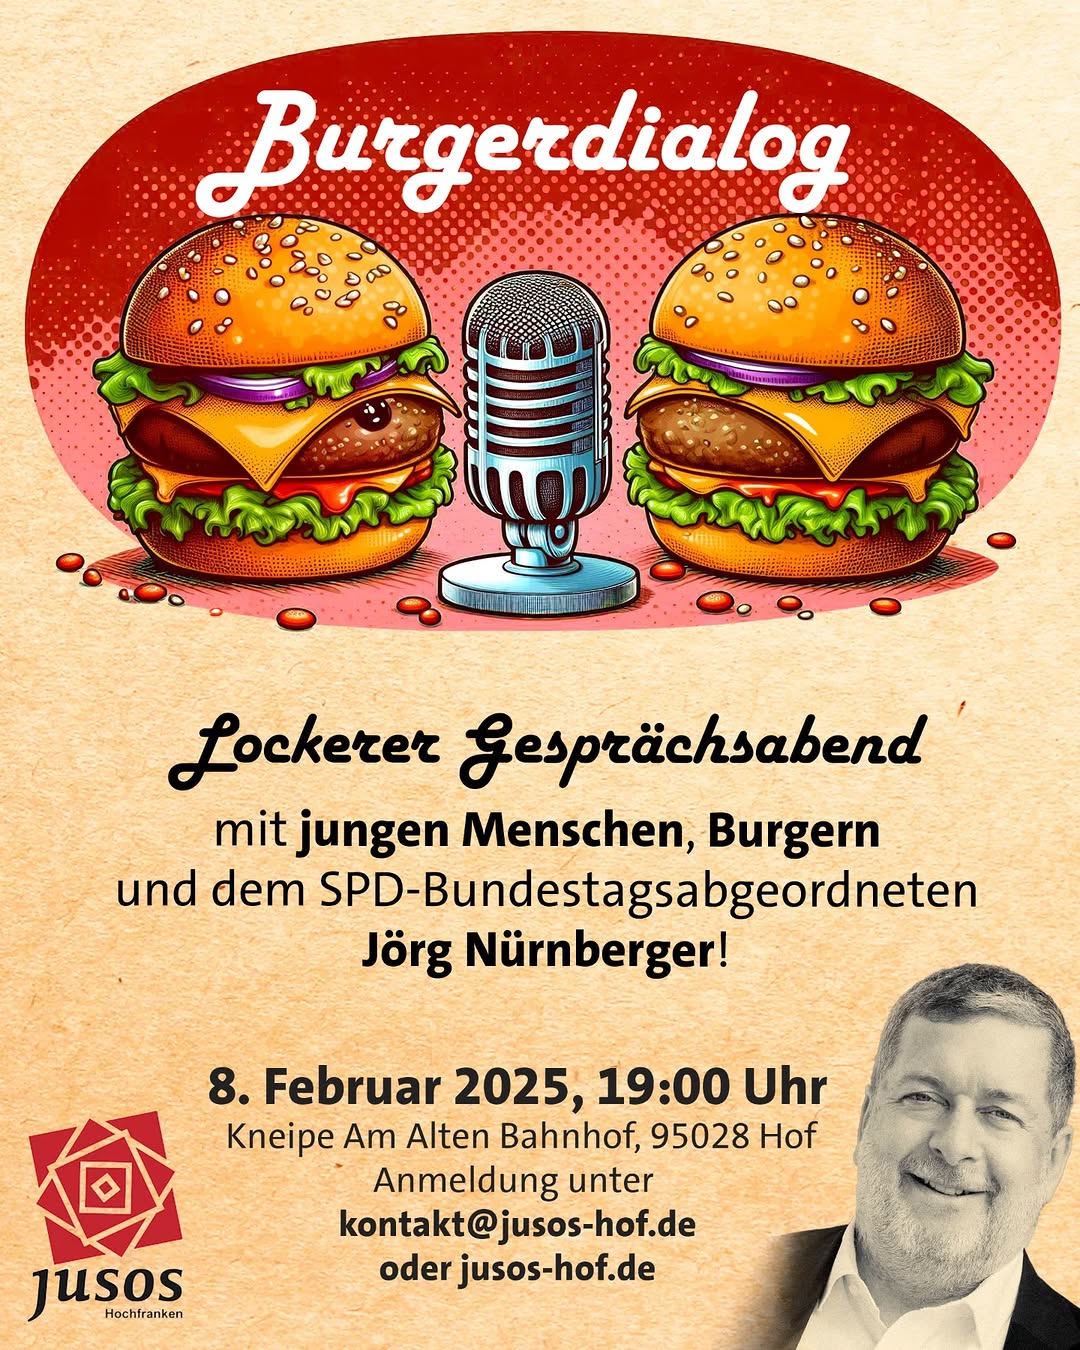 Burgerdialog
Lockerer Gesprächsabend
mit jungen Menschen, Burgern
und dem SPD-Bundestagsabgeordneten
Jörg Nürnberger!
8. Februar 2025, 19:00 Uhr
Kneipe Am Alten Bahnhof, 95028 Hof
Anmeldung unter
kontakt@jusos-hof.de
oder jusos-hof.de
jusos
Hochfranken